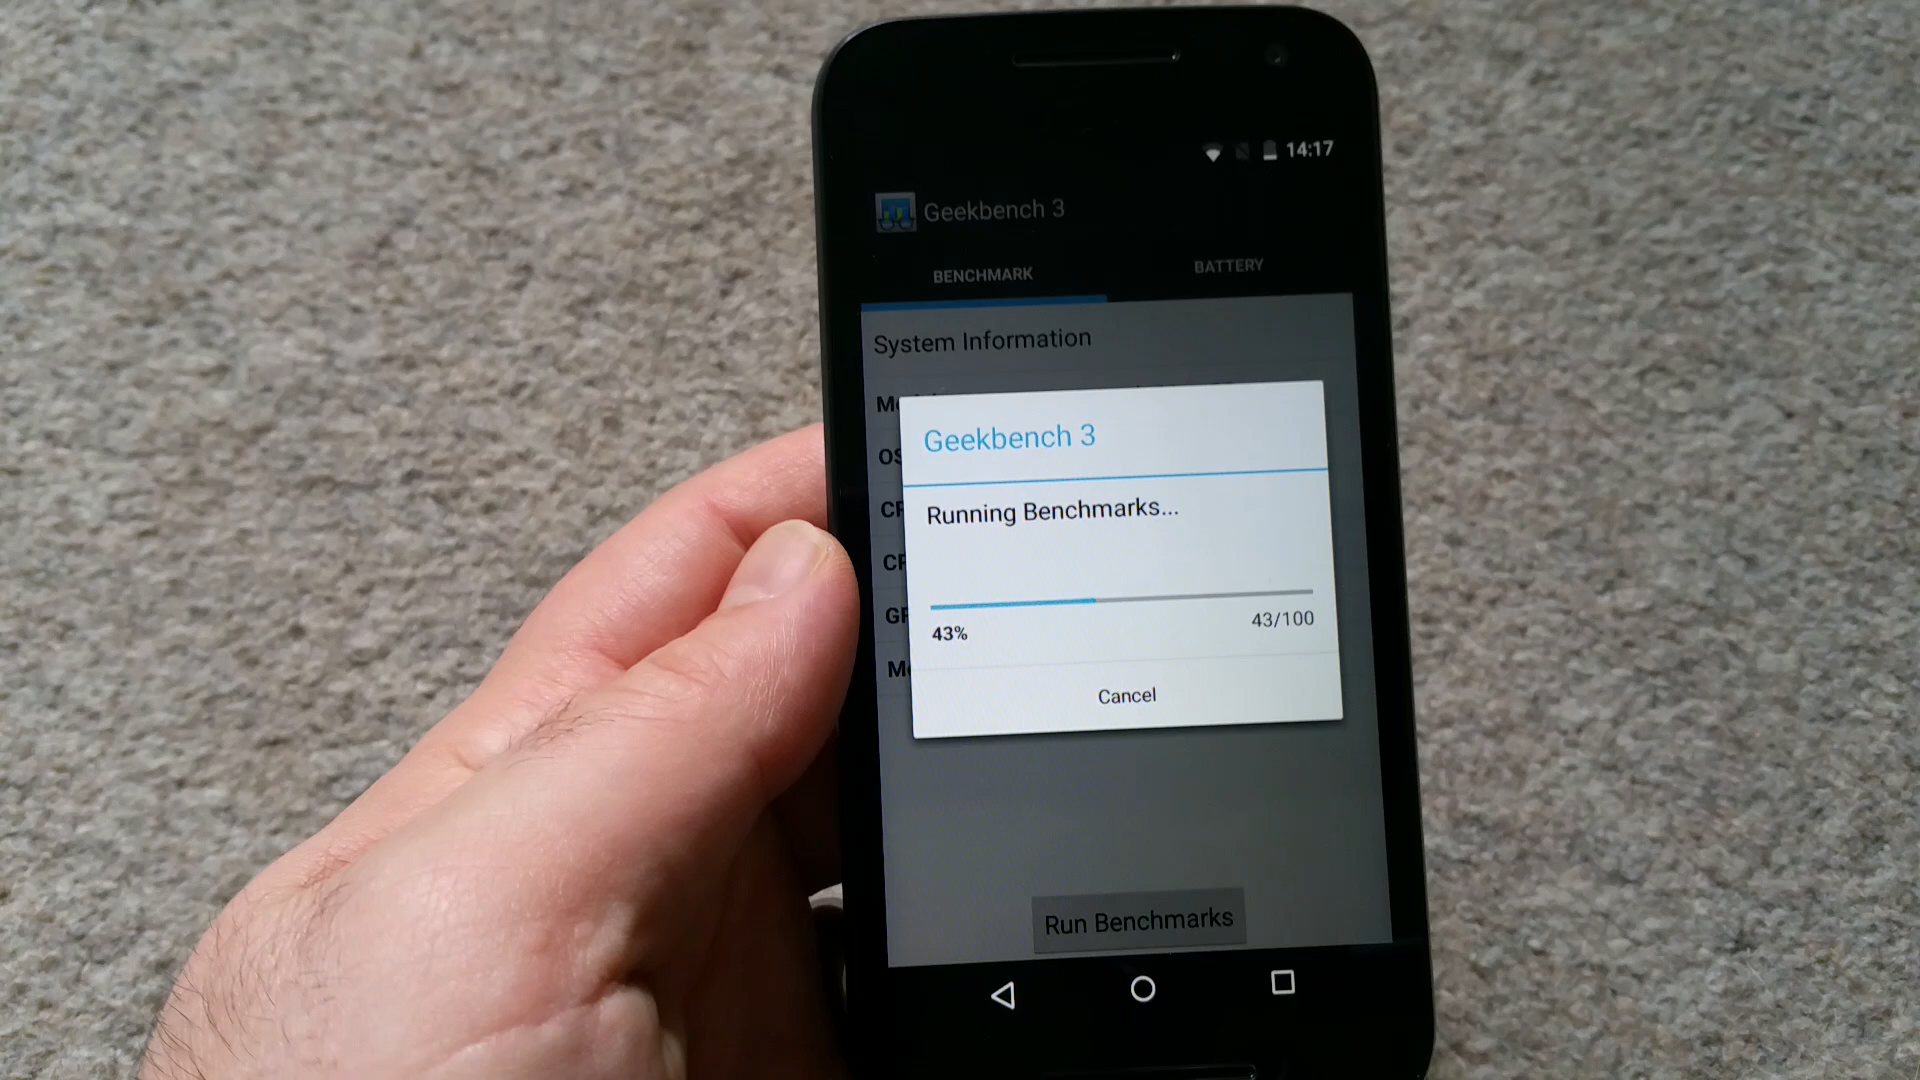 14:17
Geekbench 3
BENCHMARK BATTERY
System Information
Geekbench 3
Running Benchmarks...
43% 43/100
Cancel
Run Benchmarks